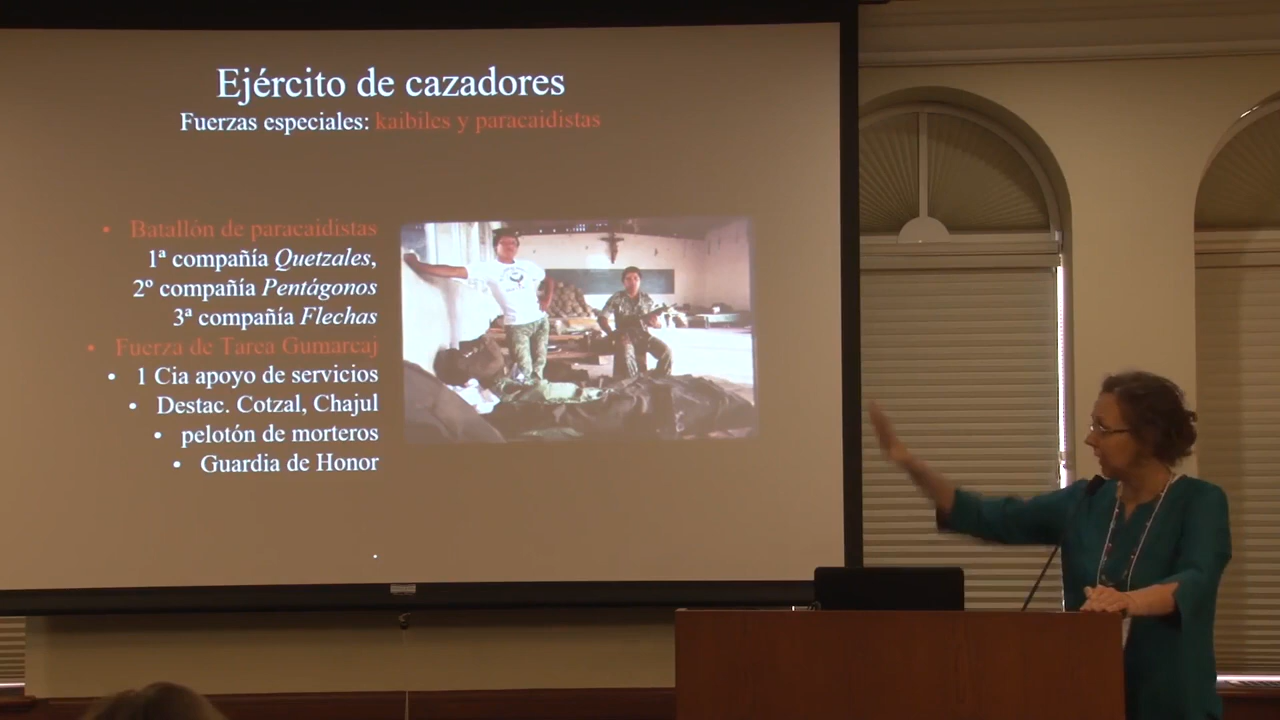 Ejército de cazadores
Fuerzas especiales: kaibiles y paracaidistas
• Batallón de paracaidistas
1ª compañía Quetzales,
2º compañía Pentágonos
3ª compañía Flechas
• Fuerza de Tarea Gumarcaj
• 1 Cia apoyo de servicios
• Destac. Cotzal, Chajul
• pelotón de morteros
• Guardia de Honor